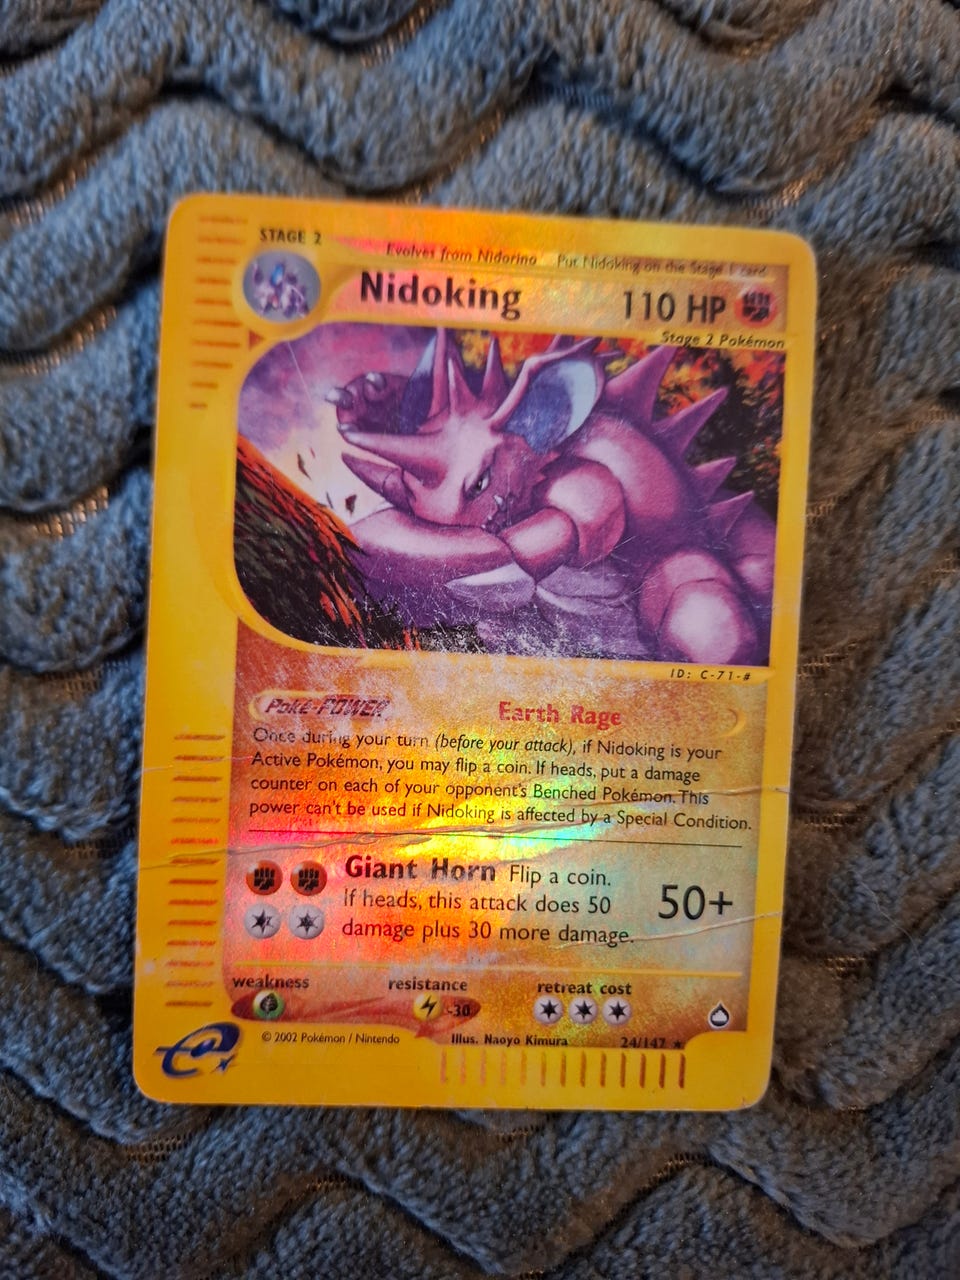 STAGE 2
Evolves from Nidorino Put Nidoking on the Stage 1 card
Nidoking 110 HP
Stage 2 Pokémon
ID: C-71-#
Poké-POWER Earth Rage
Once during your turn (before your attack), if Nidoking is your
Active Pokémon, you may flip a coin. If heads, put a damage
counter on each of your opponent's Benched Pokémon. This
power can't be used if Nidoking is affected by a Special Condition.
Giant Horn Flip a coin.
If heads, this attack does 50
damage plus 30 more damage.
50+
weakness resistance retreat cost
-30
© 2002 Pokémon / Nintendo Illus. Naoyo Kimura 24/147 ★
e